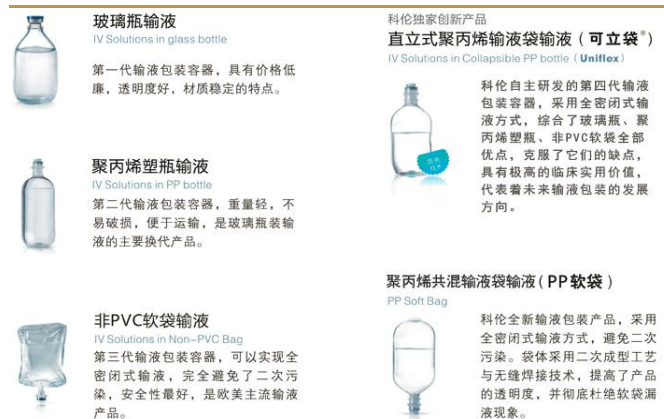 玻璃瓶输液
IV Solutions in glass bottle
第一代输液包装容器，具有价格低
廉，透明度好，材质稳定的特点。
聚丙烯塑瓶输液
IV Solutions in PP bottle
第二代输液包装容器，重量轻，不
易破损，便于运输，是玻璃瓶装输
液的主要换代产品。
非PVC软袋输液
IV Solutions in Non-PVC Bag
第三代输液包装容器，可以实现全
密闭式输液，完全避免了二次污
染，安全性最好，是欧美主流输液
产品。
科伦独家创新产品
直立式聚丙烯输液袋输液（可立袋®）
IV Solutions in Collapsible PP bottle（Uniflex）
科伦自主研发的第四代输液
包装容器，采用全密闭式输
液方式，综合了玻璃瓶、聚
丙烯塑瓶、非PVC软袋全部
优点，克服了它们的缺点，
具有极高的临床实用价值，
代表着未来输液包装的发展
方向。
聚丙烯共混输液袋输液（PP软袋）
PP Soft Bag
科伦全新输液包装产品，采用
全密闭式输液方式，避免二次
污染。袋体采用二次成型工艺
与无缝焊接技术，提高了产品
的透明度，并彻底杜绝软袋漏
液现象。